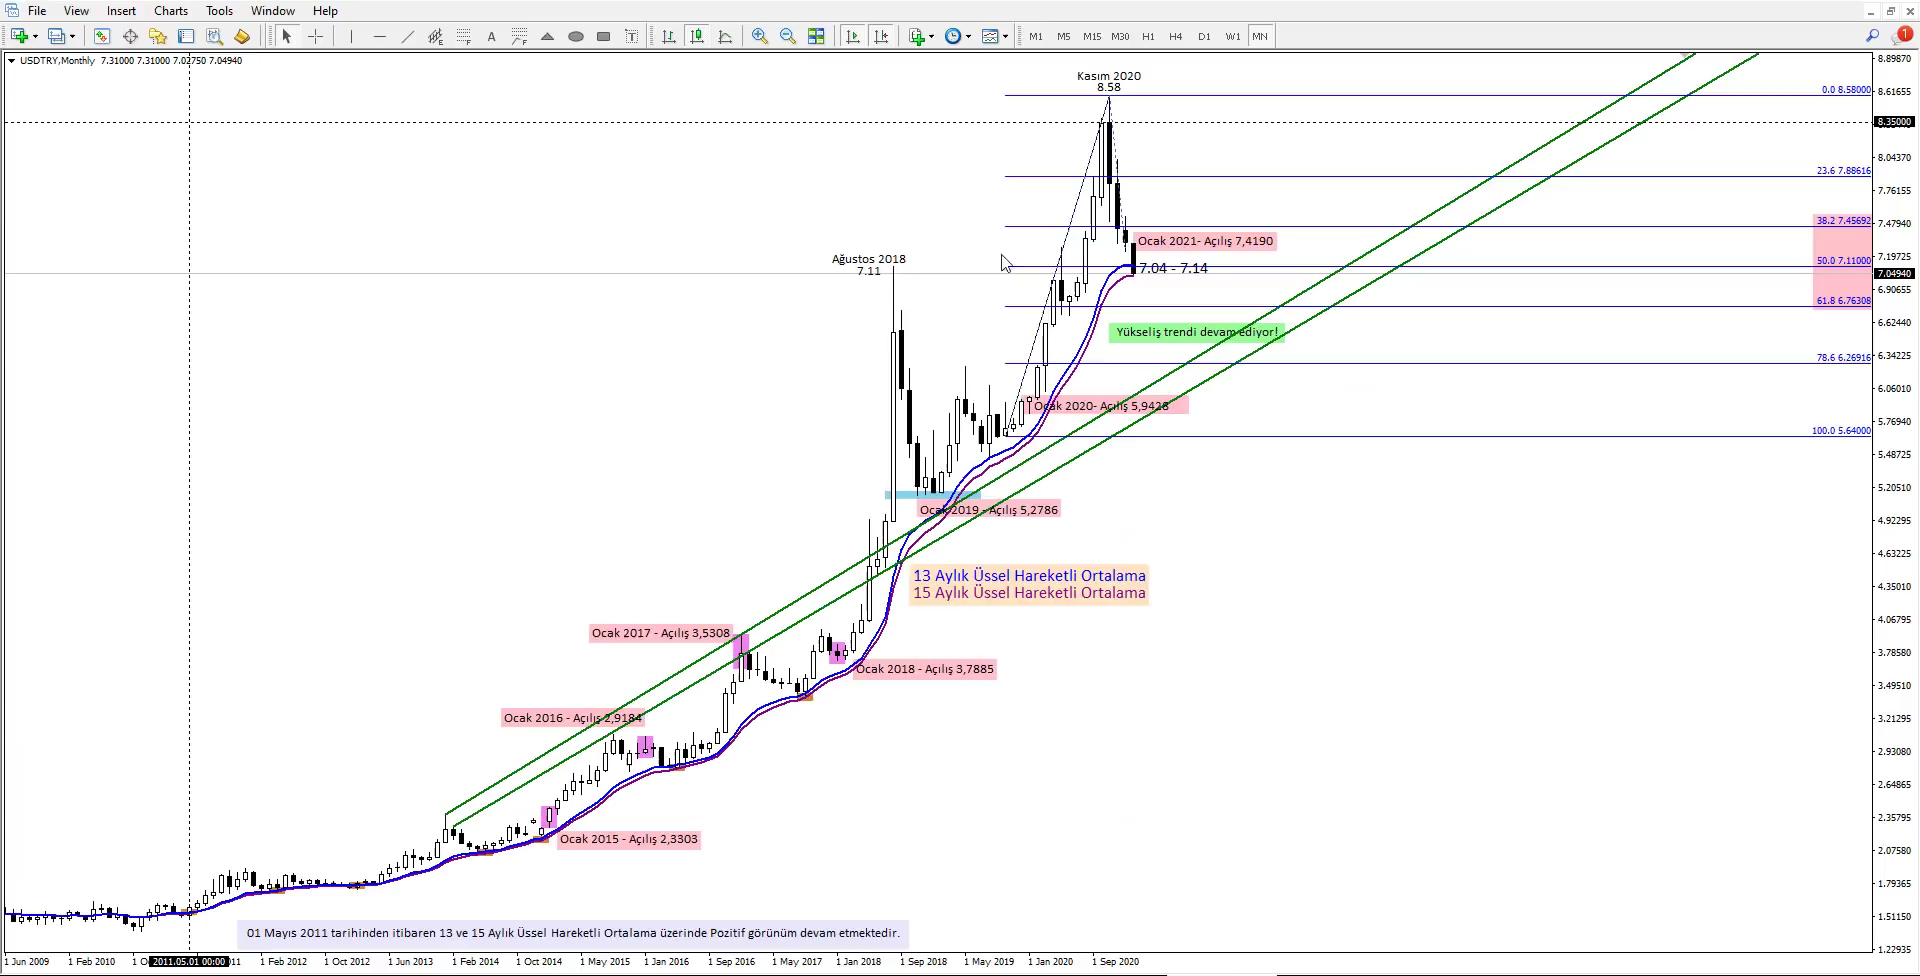 File View Insert Charts Tools Window Help
M1 M5 M15 M30 H1 H4 D1 W1 MN
1
USDTRY,Monthly 7.31000 7.31000 7.02750 7.04940
Kasım 2020
8.58
Ağustos 2018
7.11
Ocak 2021- Açılış 7,4190
7.04 - 7.14
Yükseliş trendi devam ediyor!
Ocak 2020- Açılış 5,9428
Ocak 2019 - Açılış 5,2786
13 Aylık Üssel Hareketli Ortalama
15 Aylık Üssel Hareketli Ortalama
Ocak 2017 - Açılış 3,5308
Ocak 2018 - Açılış 3,7885
Ocak 2016 - Açılış 2,9184
Ocak 2015 - Açılış 2,3303
01 Mayıs 2011 tarihinden itibaren 13 ve 15 Aylık Üssel Hareketli Ortalama üzerinde Pozitif görünüm devam etmektedir.
0.0 8.58000
23.6 7.88616
38.2 7.45692
50.0 7.11000
61.8 6.76308
78.6 6.26916
100.0 5.64000
8.89870
8.61655
8.35000
8.04370
7.76155
7.47940
7.19725
7.04940
6.90655
6.62440
6.34225
6.06010
5.76940
5.48725
5.20510
4.92295
4.63225
4.35010
4.06795
3.78580
3.49510
3.21295
2.93080
2.64865
2.35795
2.07580
1.79365
1.51150
1.22935
1 Jun 2009 1 Feb 2010 2011.05.01 00:00 1 Feb 2012 1 Oct 2012 1 Jun 2013 1 Feb 2014 1 Oct 2014 1 May 2015 1 Jan 2016 1 Sep 2016 1 May 2017 1 Jan 2018 1 Sep 2018 1 May 2019 1 Jan 2020 1 Sep 2020